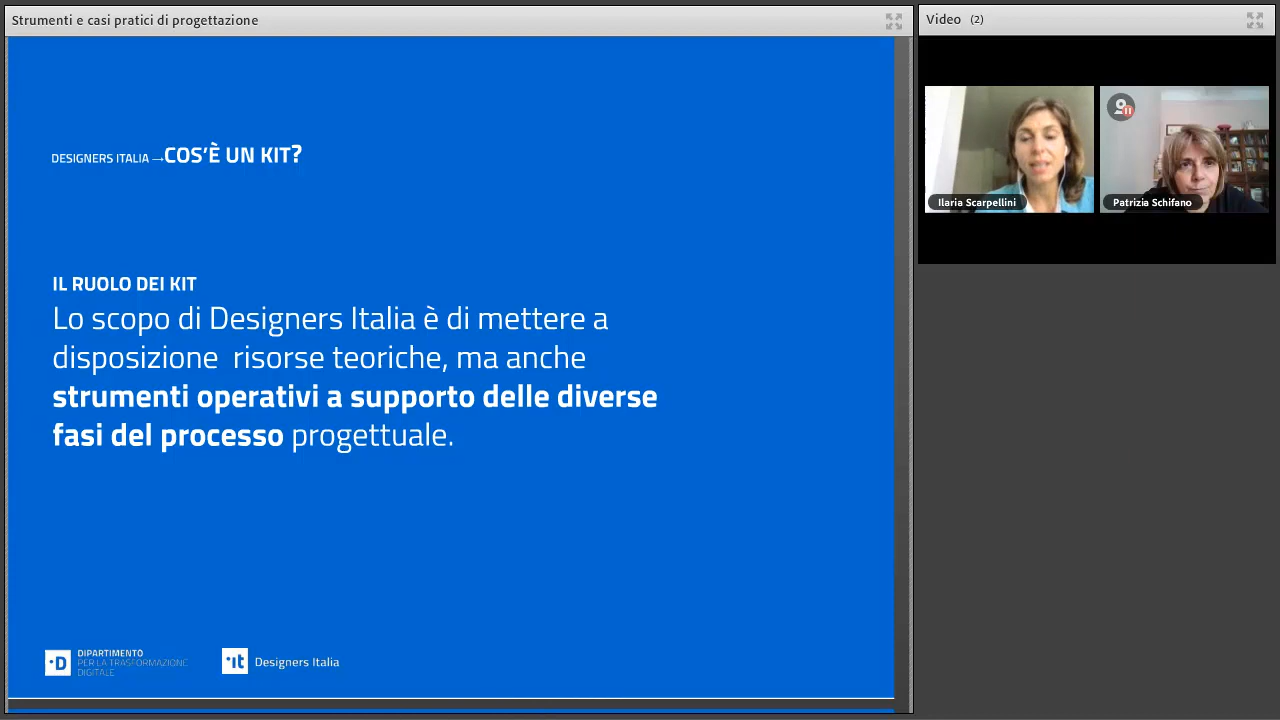 Strumenti e casi pratici di progettazione
Video (2)
DESIGNERS ITALIA →COS'È UN KIT?
IL RUOLO DEI KIT
Lo scopo di Designers Italia è di mettere a
disposizione risorse teoriche, ma anche
strumenti operativi a supporto delle diverse
fasi del processo progettuale.
Ilaria Scarpellini
Patrizia Schifano
·D DIPARTIMENTO
PER LA TRASFORMAZIONE
DIGITALE
·it Designers Italia